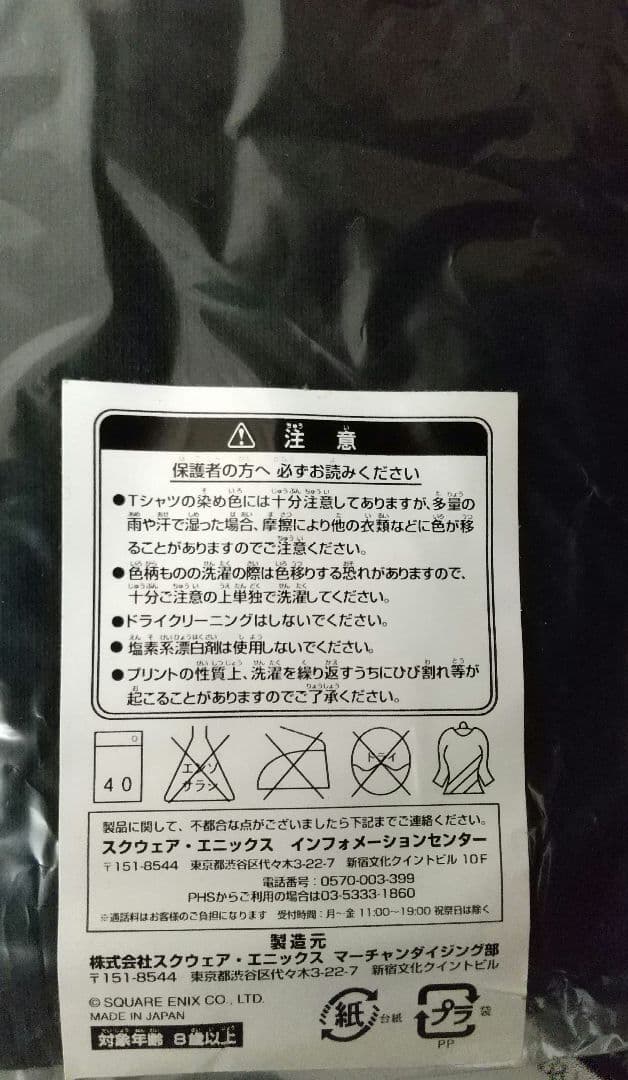 ⚠ 注意
保護者の方へ 必ずお読みください
●Tシャツの染め色には十分注意してありますが、多量の
雨や汗で湿った場合、摩擦により他の衣類などに色が移
ることがありますのでご注意ください。
●色柄ものの洗濯の際は色移りする恐れがありますので、
十分ご注意の上単独で洗濯してください。
●ドライクリーニングはしないでください。
●塩素系漂白剤は使用しないでください。
●プリントの性質上、洗濯を繰り返すうちにひび割れ等が
起こることがありますのでご了承ください。
40
エンソ
サラシ
ドライ
製品に関して、不都合な点がございましたら下記までご連絡ください。
スクウェア・エニックス インフォメーションセンター
〒151-8544 東京都渋谷区代々木3-22-7 新宿文化クイントビル 10F
電話番号：0570-003-399
PHSからご利用の場合は03-5333-1860
※通話料はお客様のご負担になります 受付時間：月～金 11:00～19:00 祝祭日は除く
製造元
株式会社スクウェア・エニックス マーチャンダイジング部
〒151-8544 東京都渋谷区代々木3-22-7 新宿文化クイントビル
© SQUARE ENIX CO., LTD.
MADE IN JAPAN
対象年齢 8歳以上
紙 台紙
プラ 袋
PP